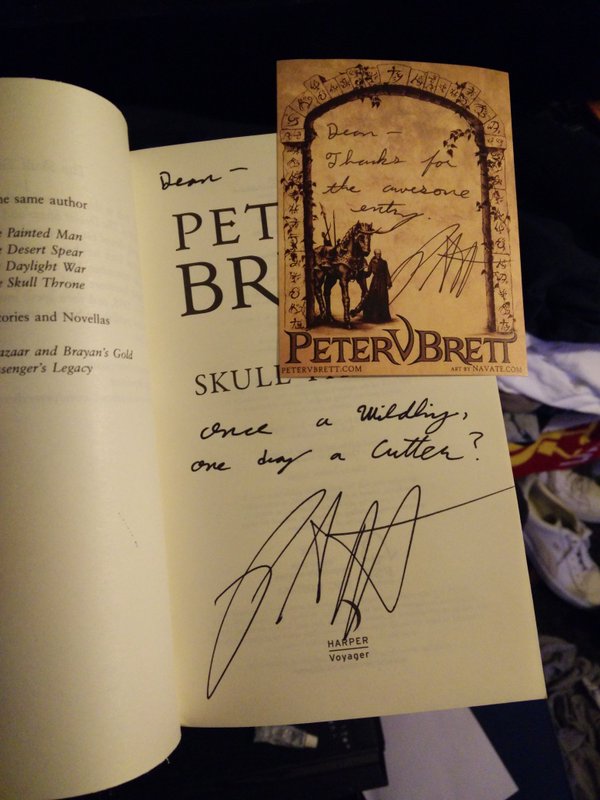 ne same author
Painted Man
Desert Spear
Daylight War
Skull Throne
tories and Novellas
azaar and Brayan's Gold
senger's Legacy
Dean –
PET
BR
SKULL
once a Wildling,
one day a Cutter?
HARPER
Voyager
Dean –
Thanks for
the awesome
entry.
PETER V BRETT
PETERVBRETT.COM
ART BY NAVATE.COM